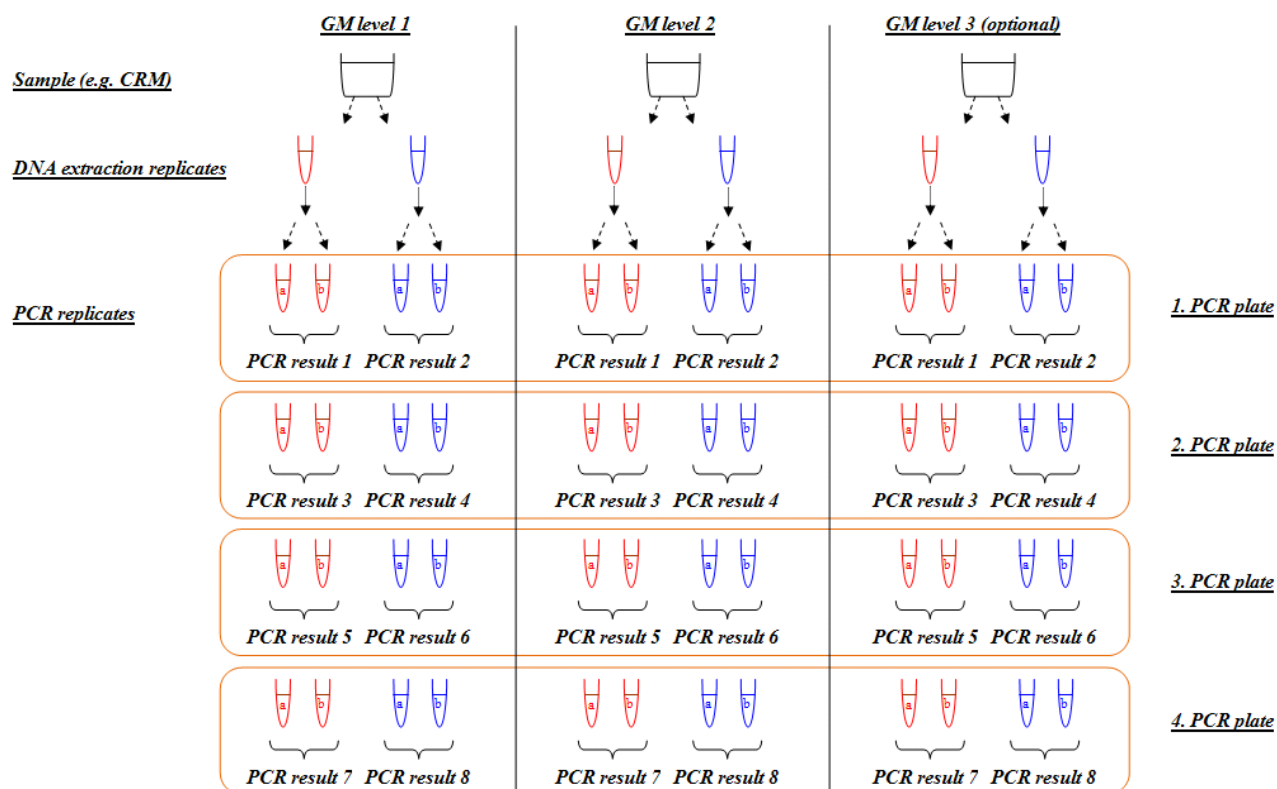 GM level 1 GM level 2 GM level 3 (optional)
Sample (e.g. CRM)
DNA extraction replicates
a b a b a b a b a b a b
PCR replicates 1. PCR plate
PCR result 1 PCR result 2 PCR result 1 PCR result 2 PCR result 1 PCR result 2
a b a b a b a b a b a b
2. PCR plate
PCR result 3 PCR result 4 PCR result 3 PCR result 4 PCR result 3 PCR result 4
a b a b a b a b a b a b
3. PCR plate
PCR result 5 PCR result 6 PCR result 5 PCR result 6 PCR result 5 PCR result 6
a b a b a b a b a b a b
4. PCR plate
PCR result 7 PCR result 8 PCR result 7 PCR result 8 PCR result 7 PCR result 8